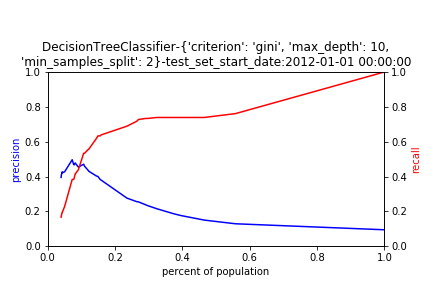 DecisionTreeClassifier-{'criterion': 'gini', 'max_depth': 10,
'min_samples_split': 2}-test_set_start_date:2012-01-01 00:00:00
1.0
0.8
0.6
0.4
0.2
0.0
precision
1.0
0.8
0.6
0.4
0.2
0.0
recall
0.0 0.2 0.4 0.6 0.8 1.0
percent of population